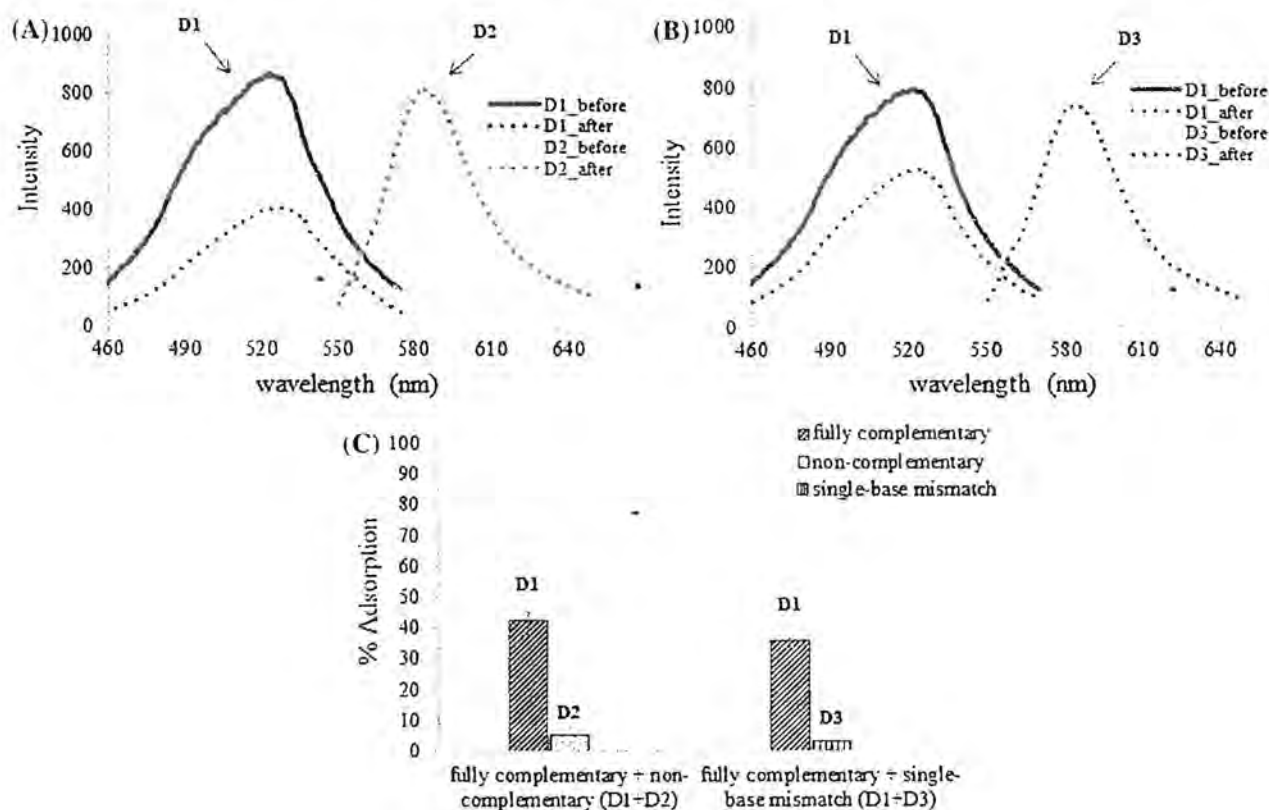 (A)
1000
800
600
400
200
0
Intensity
D1
D2
D1_before
D1_after
D2_before
D2_after
460 490 520 550 580 610 640
wavelength (nm)
(B)
1000
800
600
400
200
0
Intensity
D1
D3
D1_before
D1_after
D3_before
D3_after
460 490 520 550 580 610 640
wavelength (nm)
(C)
100
90
80
70
60
50
40
30
20
10
0
% Adsorption
fully complementary
non-complementary
single-base mismatch
D1
D2
D1
D3
fully complementary + non-
complementary (D1+D2)
fully complementary + single-
base mismatch (D1+D3)